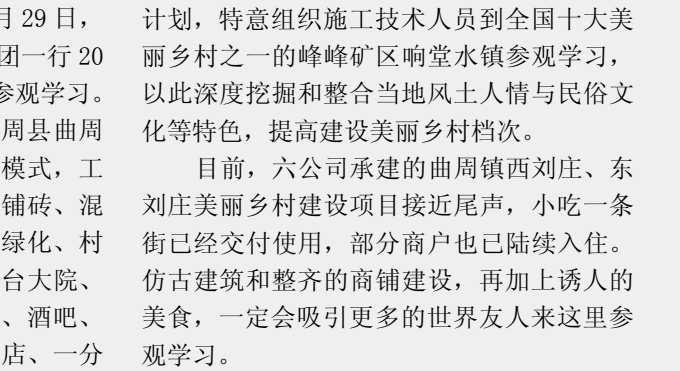 月 29 日，
团一行 20
参观学习。
周县曲周
模式，工
铺砖、混
绿化、村
台大院、
、酒吧、
店、一分
计划，特意组织施工技术人员到全国十大美
丽乡村之一的峰峰矿区响堂水镇参观学习，
以此深度挖掘和整合当地风土人情与民俗文
化等特色，提高建设美丽乡村档次。
目前，六公司承建的曲周镇西刘庄、东
刘庄美丽乡村建设项目接近尾声，小吃一条
街已经交付使用，部分商户也已陆续入住。
仿古建筑和整齐的商铺建设，再加上诱人的
美食，一定会吸引更多的世界友人来这里参
观学习。